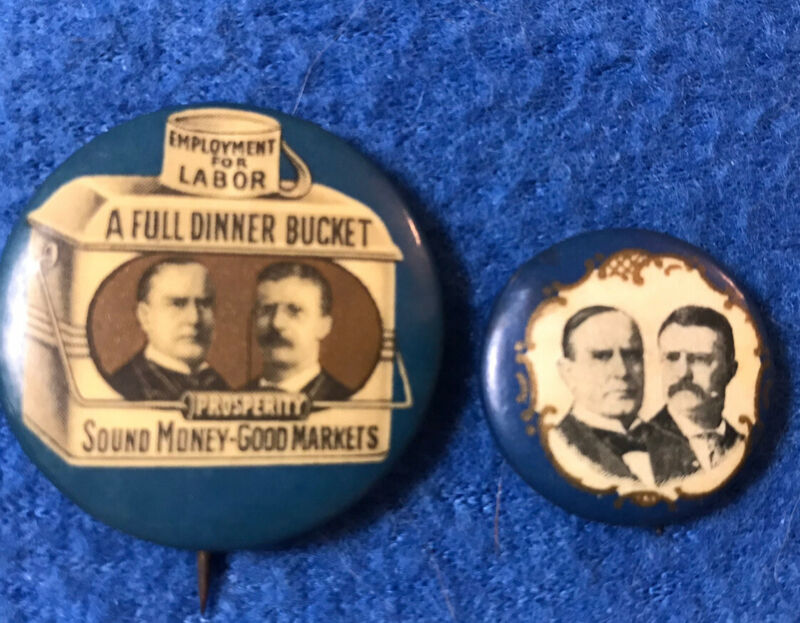 EMPLOYMENT
FOR
LABOR
A FULL DINNER BUCKET
PROSPERITY
SOUND MONEY-GOOD MARKETS